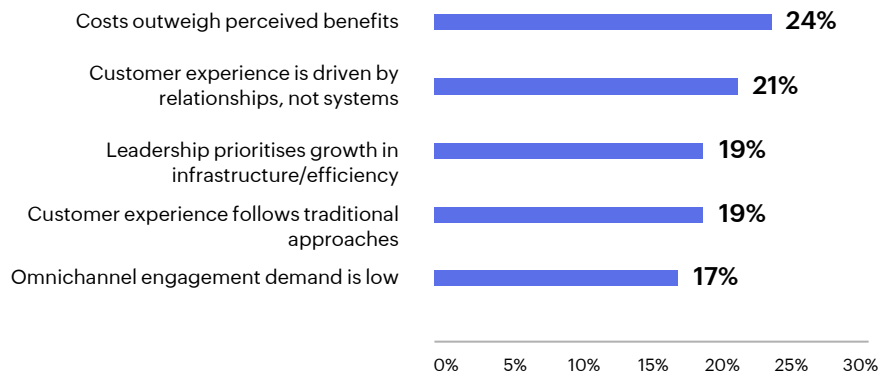 Costs outweigh perceived benefits
24%
Customer experience is driven by
relationships, not systems
21%
Leadership prioritises growth in
infrastructure/efficiency
19%
Customer experience follows traditional
approaches
19%
Omnichannel engagement demand is low
17%
0% 5% 10% 15% 20% 25% 30%